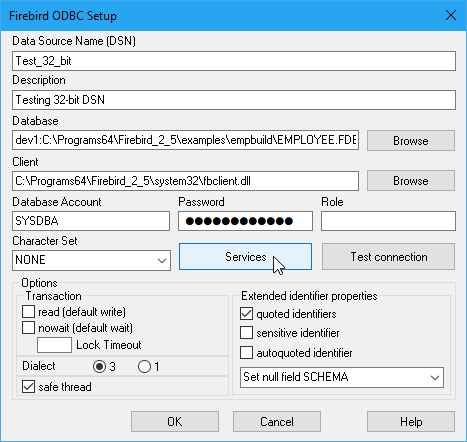 Firebird ODBC Setup
Data Source Name (DSN)
Test_32_bit
Description
Testing 32-bit DSN
Database
dev1:C:\Programs64\Firebird_2_5\examples\empbuild\EMPLOYEE.FDB
Browse
Client
C:\Programs64\Firebird_2_5\system32\fbclient.dll
Browse
Database Account
Password
Role
SYSDBA
●●●●●●●●●●●●
Character Set
NONE
Services
Test connection
Options
Transaction
read (default write)
nowait (default wait)
Lock Timeout
Dialect
3
1
safe thread
Extended identifier properties
quoted identifiers
sensitive identifier
autoquoted identifier
Set null field SCHEMA
OK
Cancel
Help